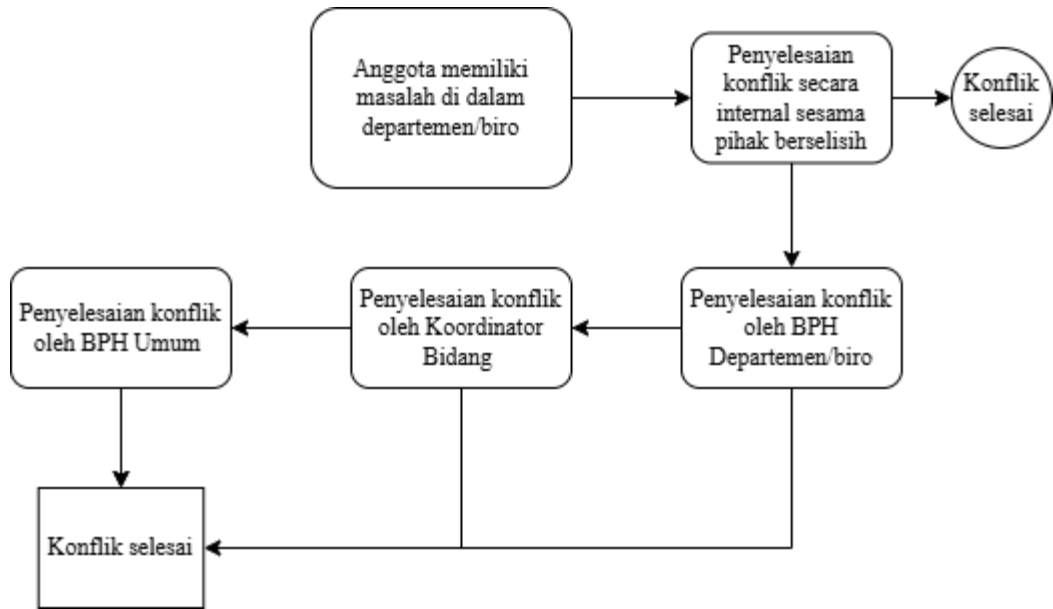 Anggota memiliki
masalah di dalam
departemen/biro
Penyelesaian
konflik secara
internal sesama
pihak berselisih
Konflik
selesai
Penyelesaian konflik
oleh BPH Umum
Penyelesaian konflik
oleh Koordinator
Bidang
Penyelesaian konflik
oleh BPH
Departemen/biro
Konflik selesai